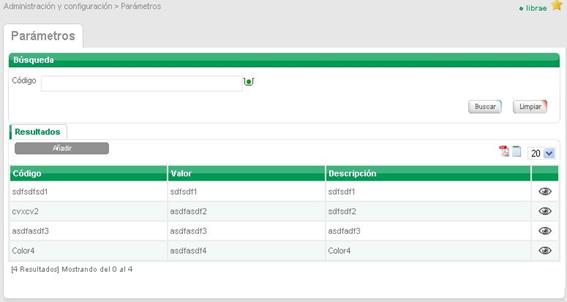 Administración y configuración > Parámetros
librae
Parámetros
Búsqueda
Código
Buscar Limpiar
Resultados
Añadir
20
Código Valor Descripción
sdfsdfsd1 sdfsdf1 sdfsdf1
cvxcv2 asdfasdf2 sdfsdf2
asdfasdf3 asdfasdf3 asdfadf3
Color4 asdfasdf4 Color4
[4 Resultados] Mostrando del 0 al 4